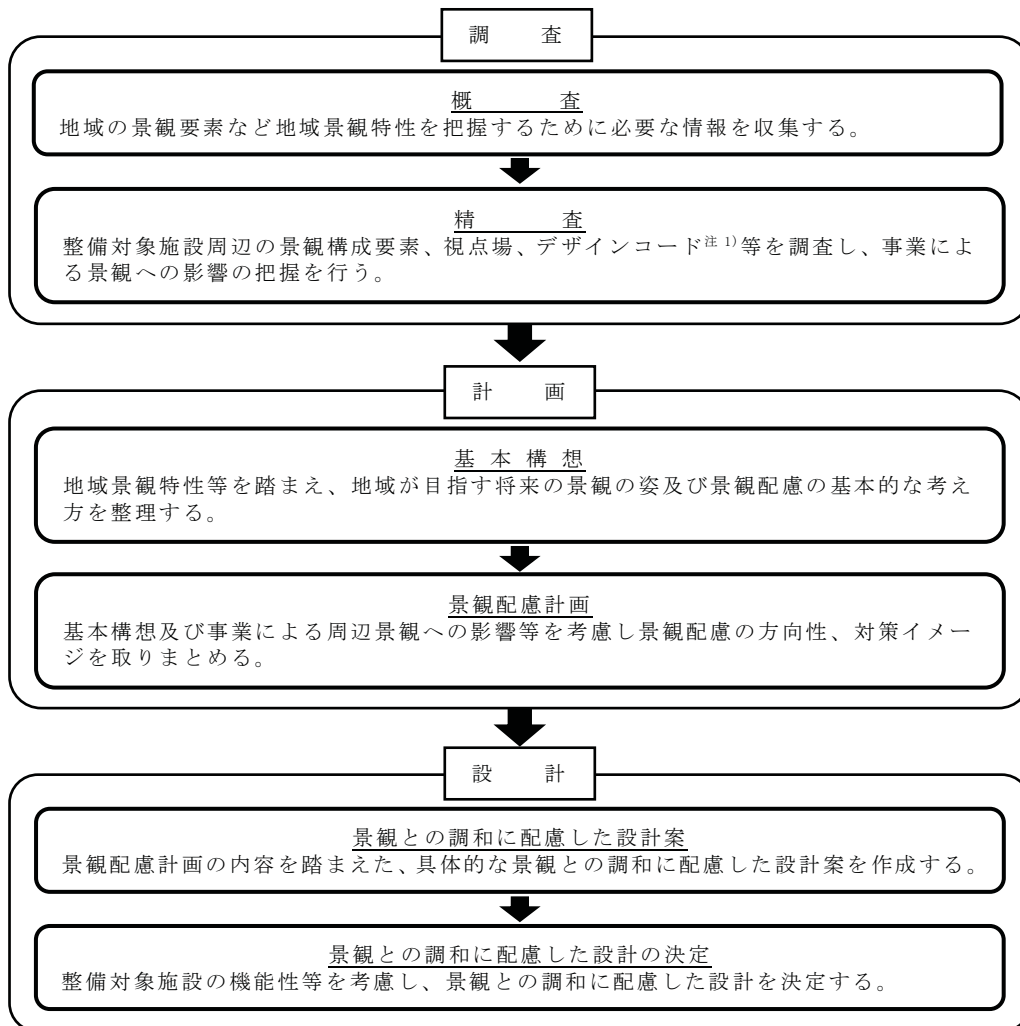 調　査
概　査
地域の景観要素など地域景観特性を把握するために必要な情報を収集する。
精　査
整備対象施設周辺の景観構成要素、視点場、デザインコード注1)等を調査し、事業によ
る景観への影響の把握を行う。
計　画
基本構想
地域景観特性等を踏まえ、地域が目指す将来の景観の姿及び景観配慮の基本的な考え
方を整理する。
景観配慮計画
基本構想及び事業による周辺景観への影響等を考慮し景観配慮の方向性、対策イメー
ジを取りまとめる。
設　計
景観との調和に配慮した設計案
景観配慮計画の内容を踏まえた、具体的な景観との調和に配慮した設計案を作成する。
景観との調和に配慮した設計の決定
整備対象施設の機能性等を考慮し、景観との調和に配慮した設計を決定する。